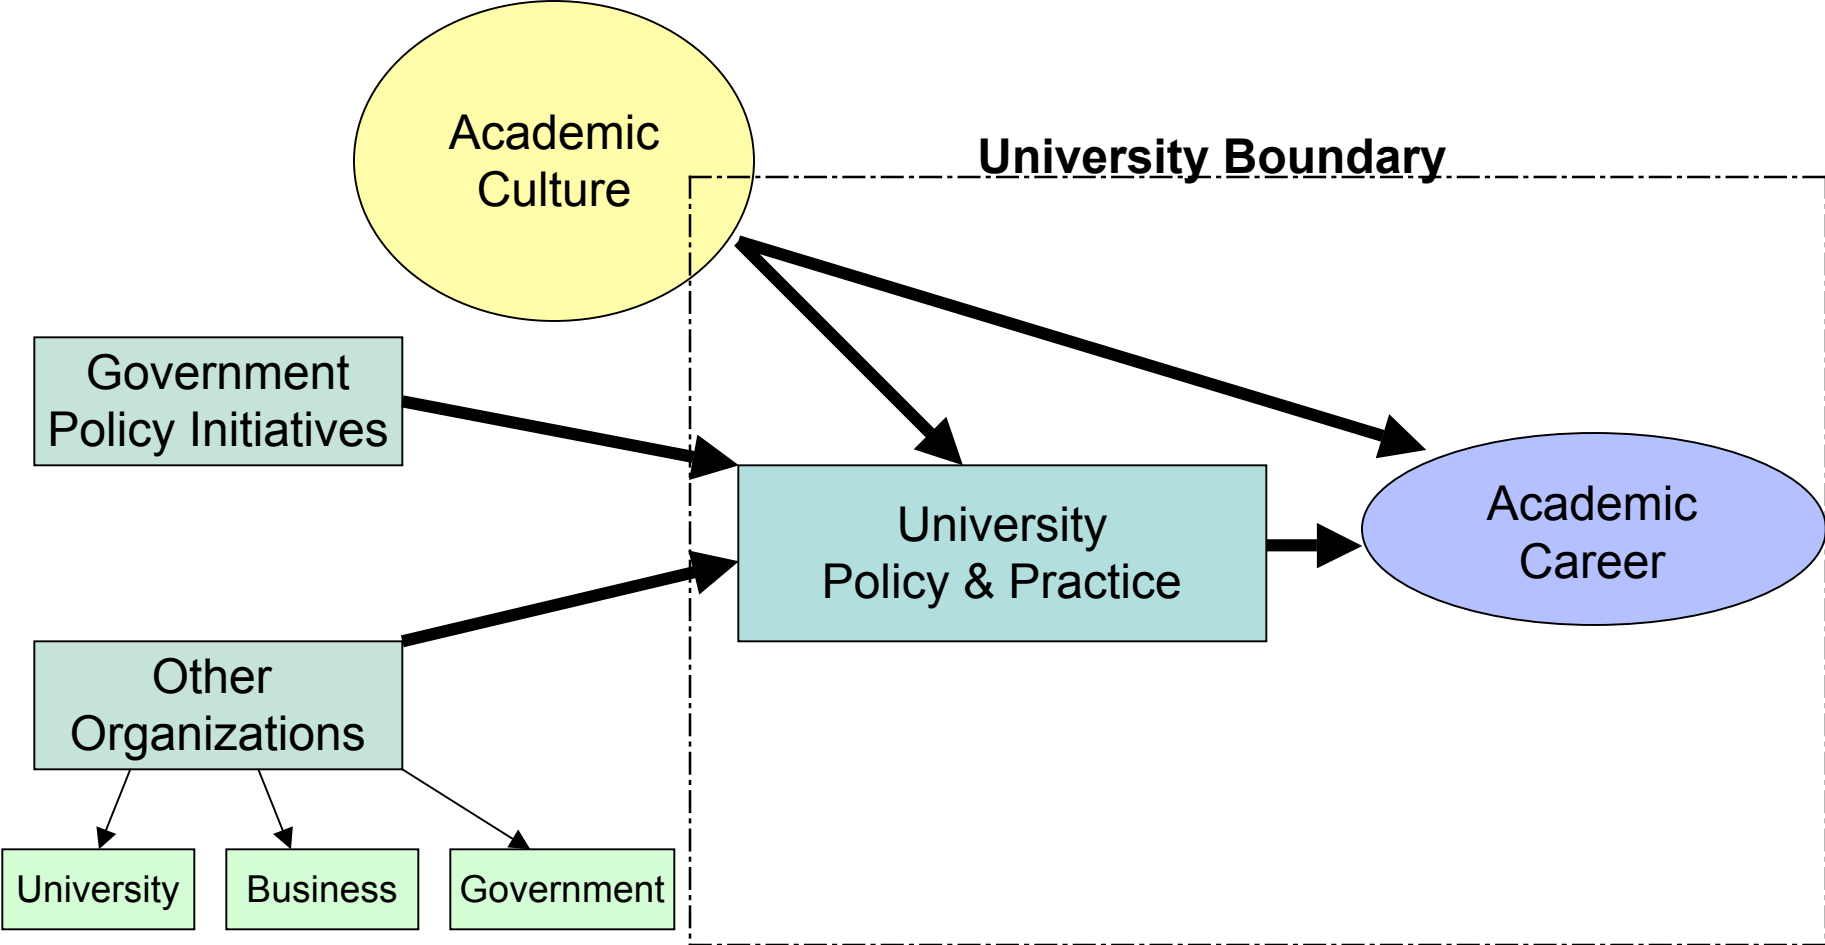 Academic
Culture
University Boundary
Government
Policy Initiatives
University
Policy & Practice
Academic
Career
Other
Organizations
University
Business
Government